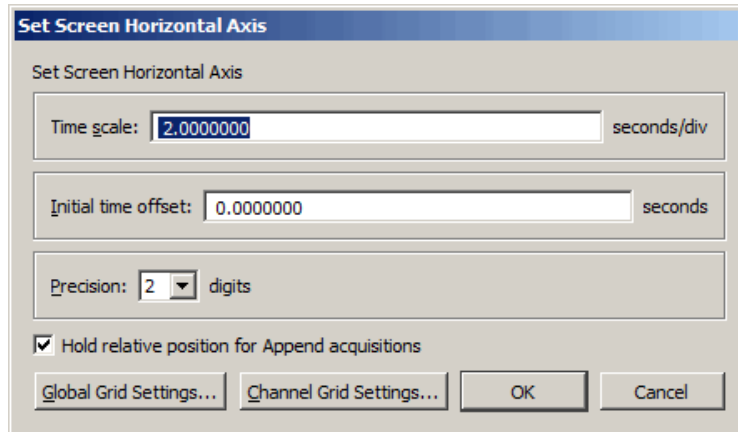 Set Screen Horizontal Axis
Set Screen Horizontal Axis
Time scale: 2.0000000 seconds/div
Initial time offset: 0.0000000 seconds
Precision: 2 digits
Hold relative position for Append acquisitions
Global Grid Settings... Channel Grid Settings... OK Cancel